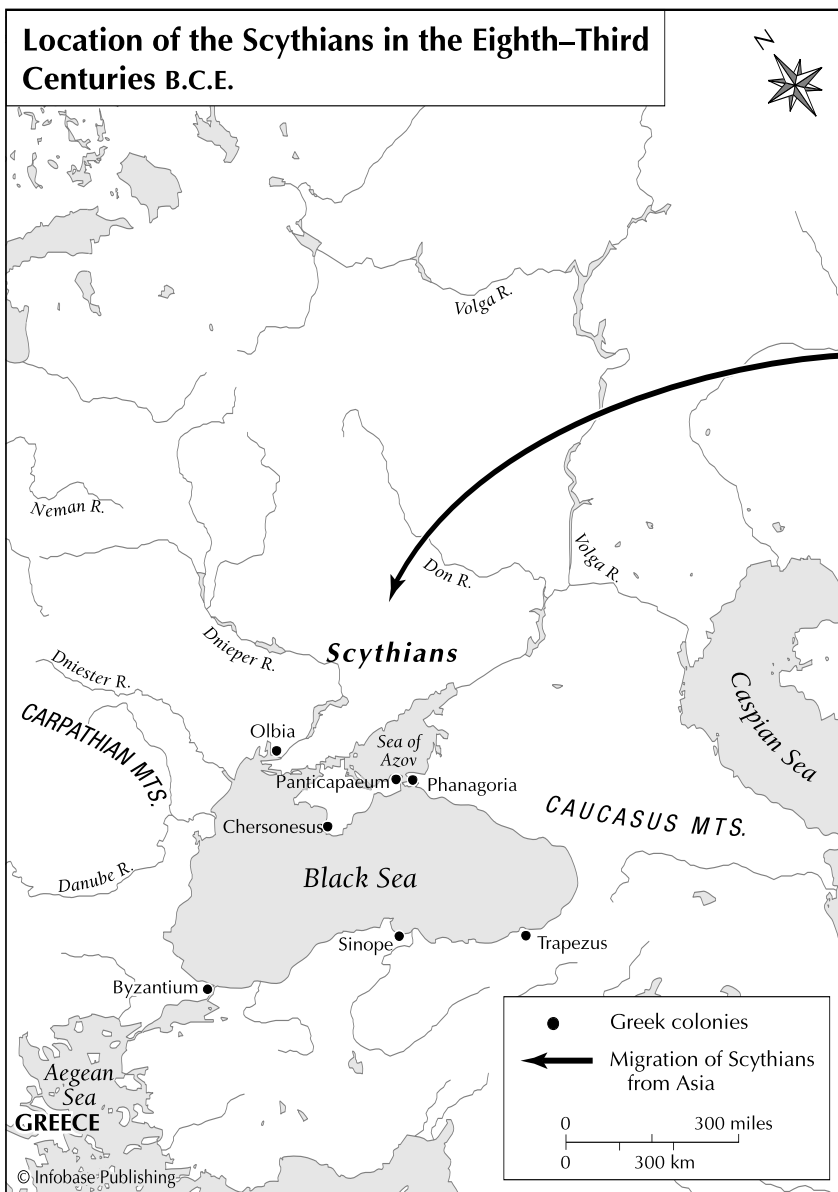 Location of the Scythians in the Eighth–Third
Centuries B.C.E.
N
Volga R.
Neman R.
Don R.
Volga R.
Dnieper R.
Scythians
Dniester R.
CARPATHIAN MTS.
Caspian Sea
Olbia
Sea of
Azov
Panticapaeum
Phanagoria
CAUCASUS MTS.
Chersonesus
Black Sea
Danube R.
Sinope
Trapezus
Byzantium
Aegean
Sea
GREECE
Greek colonies
Migration of Scythians
from Asia
0 300 miles
0 300 km
© Infobase Publishing